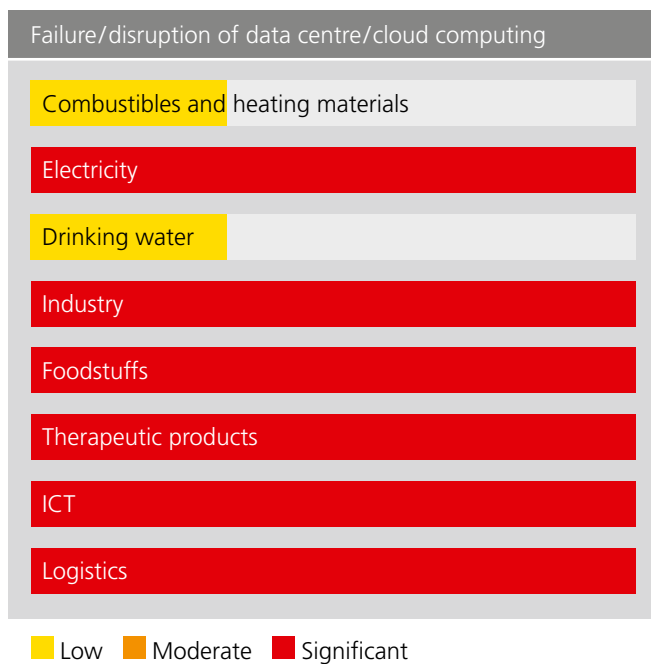 Failure/disruption of data centre/cloud computing
Combustibles and heating materials
Electricity
Drinking water
Industry
Foodstuffs
Therapeutic products
ICT
Logistics
Low Moderate Significant